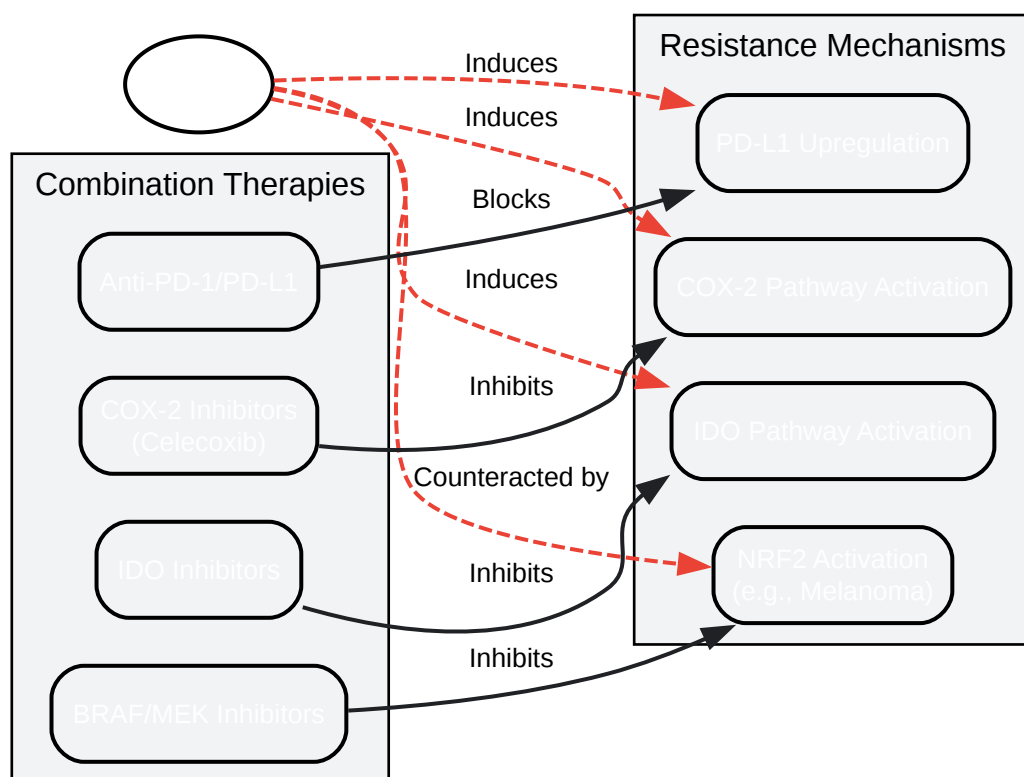 Resistance Mechanisms
Induces
PD-L1 Upregulation
Induces
Combination Therapies
Blocks
Anti-PD-1/PD-L1
Induces
COX-2 Pathway Activation
COX-2 Inhibitors
(Celecoxib)
Inhibits
IDO Pathway Activation
Counteracted by
IDO Inhibitors
Inhibits
NRF2 Activation
(e.g., Melanoma)
Inhibits
BRAF/MEK Inhibitors